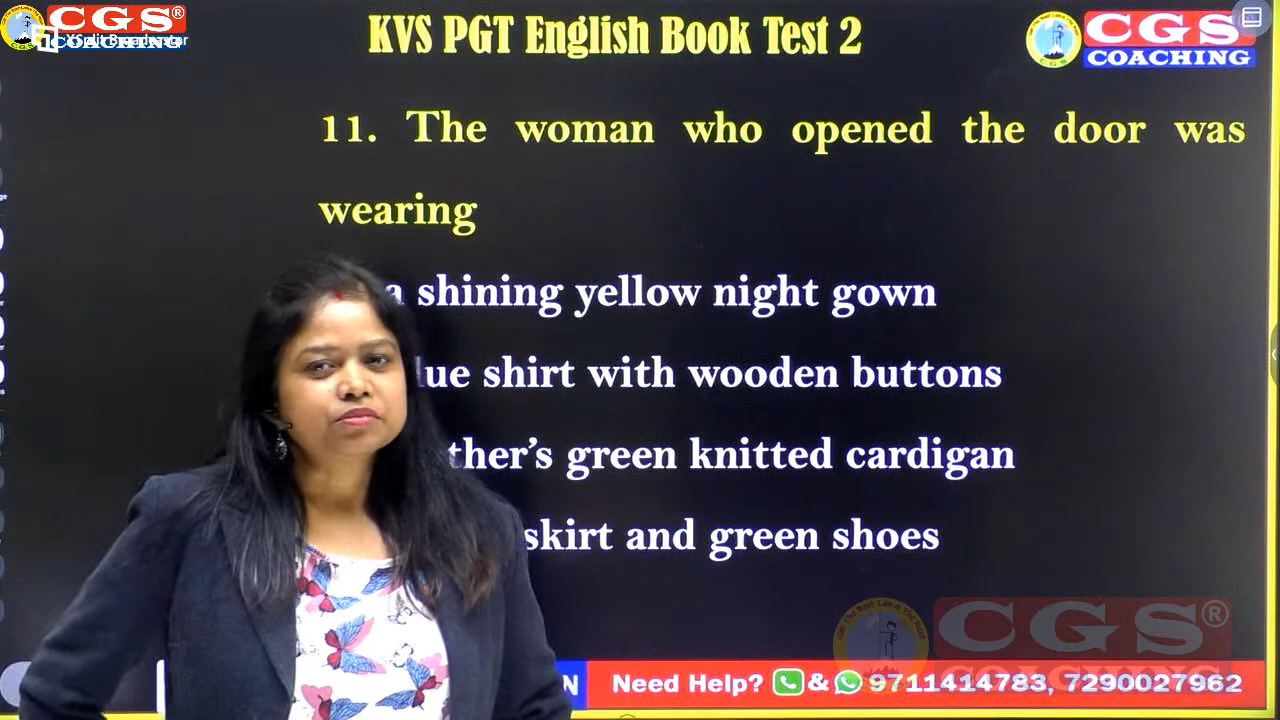 CGS®
COACHING
KVS PGT English Book Test 2
CGS
COACHING
11. The woman who opened the door was
wearing
a shining yellow night gown
lue shirt with wooden buttons
ther's green knitted cardigan
skirt and green shoes
CGS®
COACHING
N
Need Help? & 9711414783, 7290027962